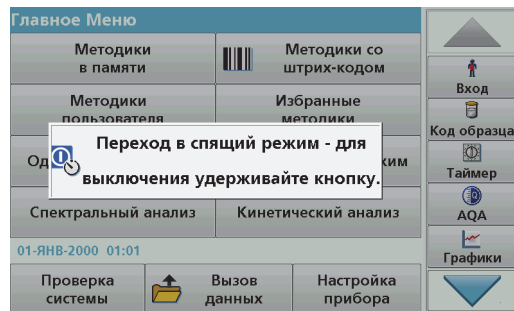 Главное Меню
Методики
в памяти
Методики со
штрих-кодом
Методики
пользователя
Избранные
методики
Од
ким
Переход в спящий режим - для
выключения удерживайте кнопку.
Спектральный анализ
Кинетический анализ
01-ЯНВ-2000 01:01
Проверка
системы
Вызов
данных
Настройка
прибора
Вход
Код образца
Таймер
AQA
Графики